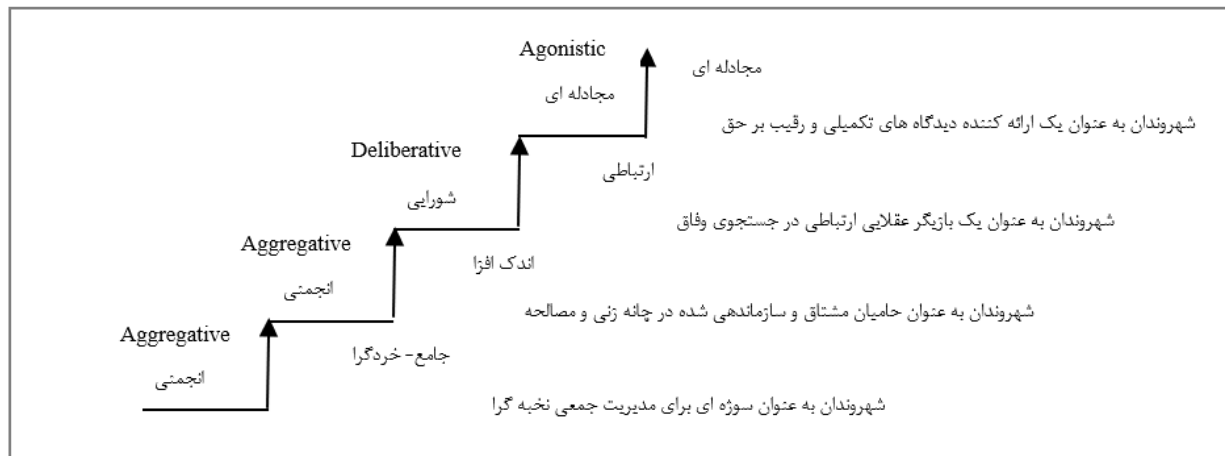 Agonistic
مجادله ای
مجادله ای
شهروندان به عنوان یک ارائه کننده دیدگاه های تکمیلی و رقیب بر حق
Deliberative
ارتباطی
شورایی
شهروندان به عنوان یک بازیگر عقلایی ارتباطی در جستجوی وفاق
Aggregative
اندک افزا
انجمنی
شهروندان به عنوان حامیان مشتاق و سازماندهی شده در چانه زنی و مصالحه
Aggregative
جامع- خردگرا
انجمنی
شهروندان به عنوان سوژه ای برای مدیریت جمعی نخبه گرا